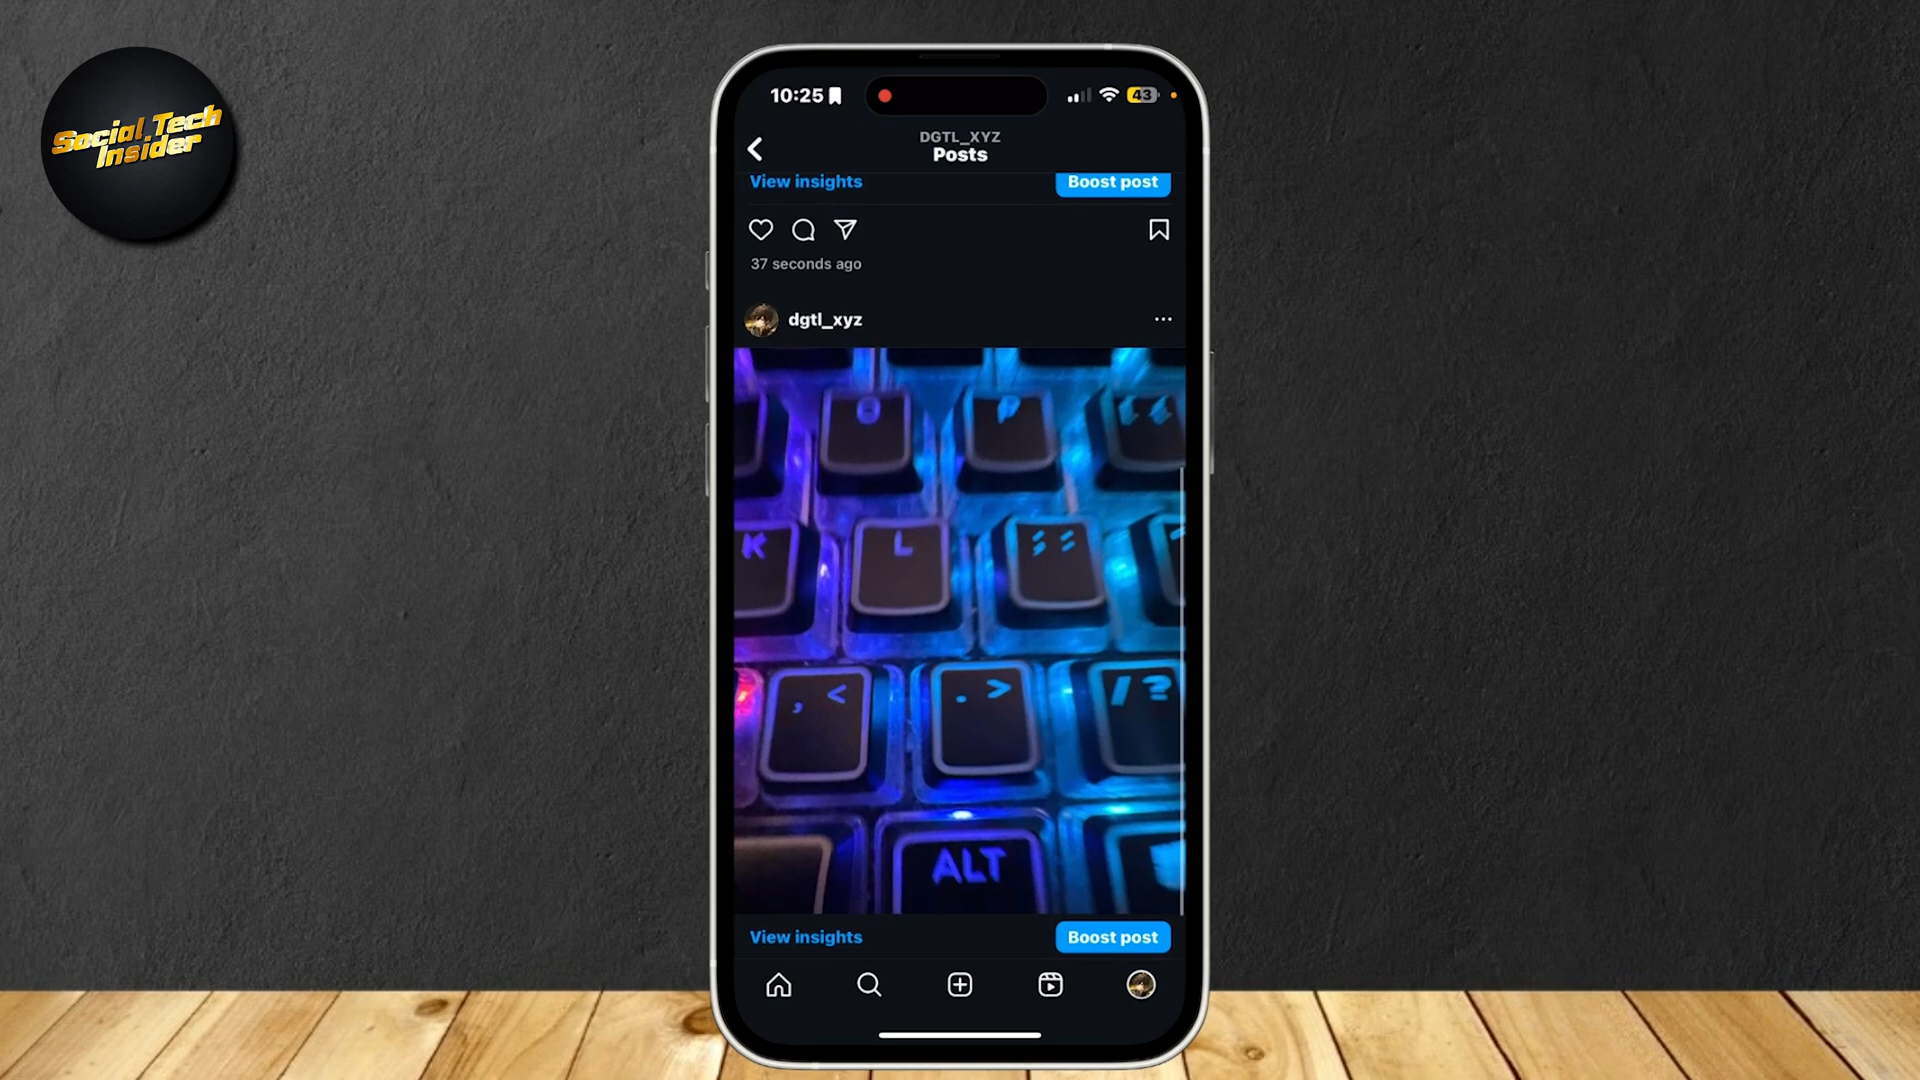 Social Tech
Insider
10:25
43
DGTL_XYZ
Posts
View insights
Boost post
37 seconds ago
dgtl_xyz
O
P
K
L
, <
. >
/ ?
ALT
View insights
Boost post